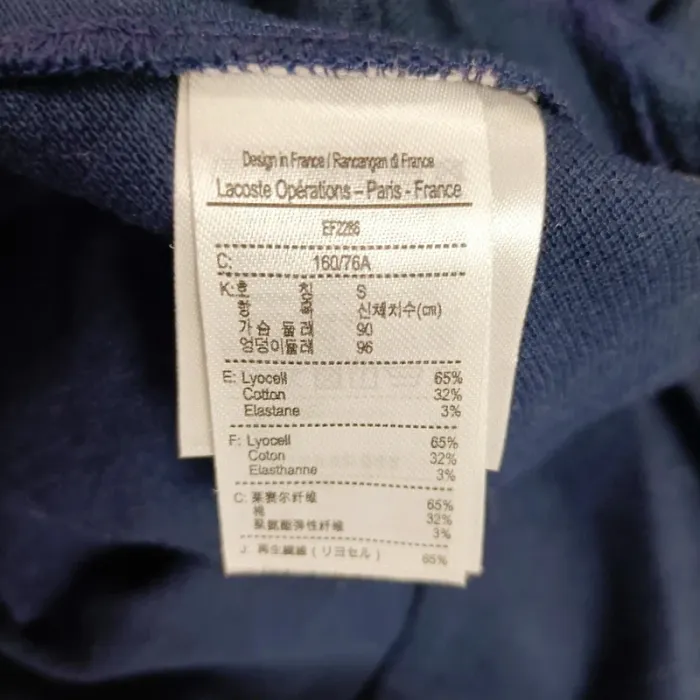 Design in France / Rancangan di France
Lacoste Opérations – Paris - France
EF2286
C: 160/76A
K:호 칭 S
항 목 신체치수(cm)
가슴 둘레 90
엉덩이둘레 96
E: Lyocell 65%
Cotton 32%
Elastane 3%
F: Lyocell 65%
Coton 32%
Elasthanne 3%
C: 莱赛尔纤维 65%
棉 32%
聚氨酯弹性纤维 3%
J: 再生繊維 (リヨセル) 65%